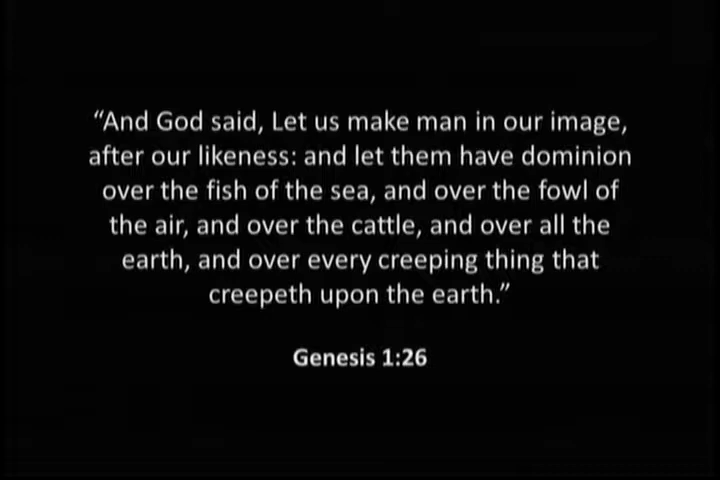 “And God said, Let us make man in our image,
after our likeness: and let them have dominion
over the fish of the sea, and over the fowl of
the air, and over the cattle, and over all the
earth, and over every creeping thing that
creepeth upon the earth.”
Genesis 1:26